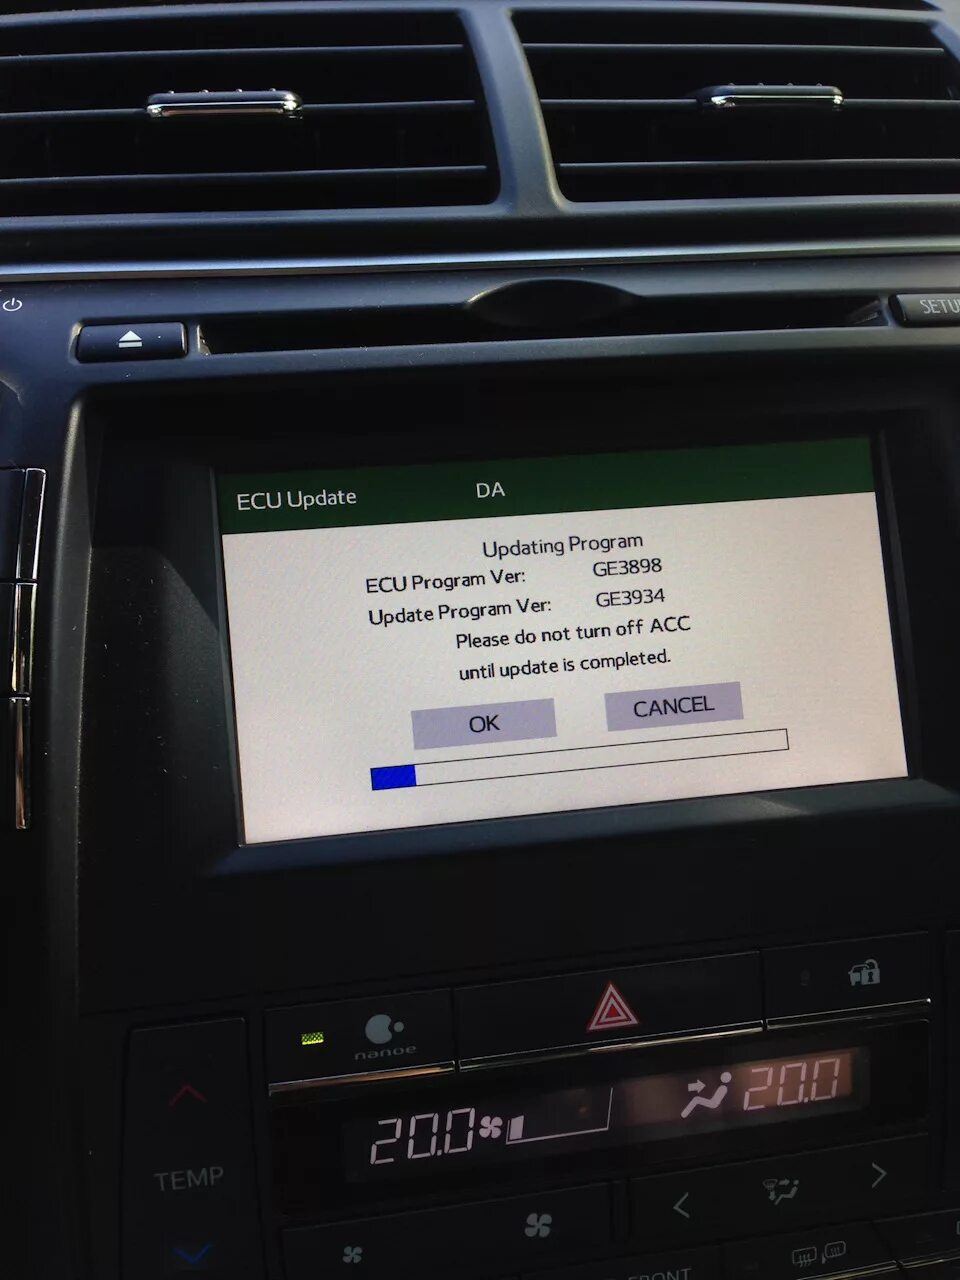 ECU Update DA
Updating Program
ECU Program Ver: GE3898
Update Program Ver: GE3934
Please do not turn off ACC
until update is completed.
OK CANCEL
nanoe
20.0 20.0
TEMP
FRONT